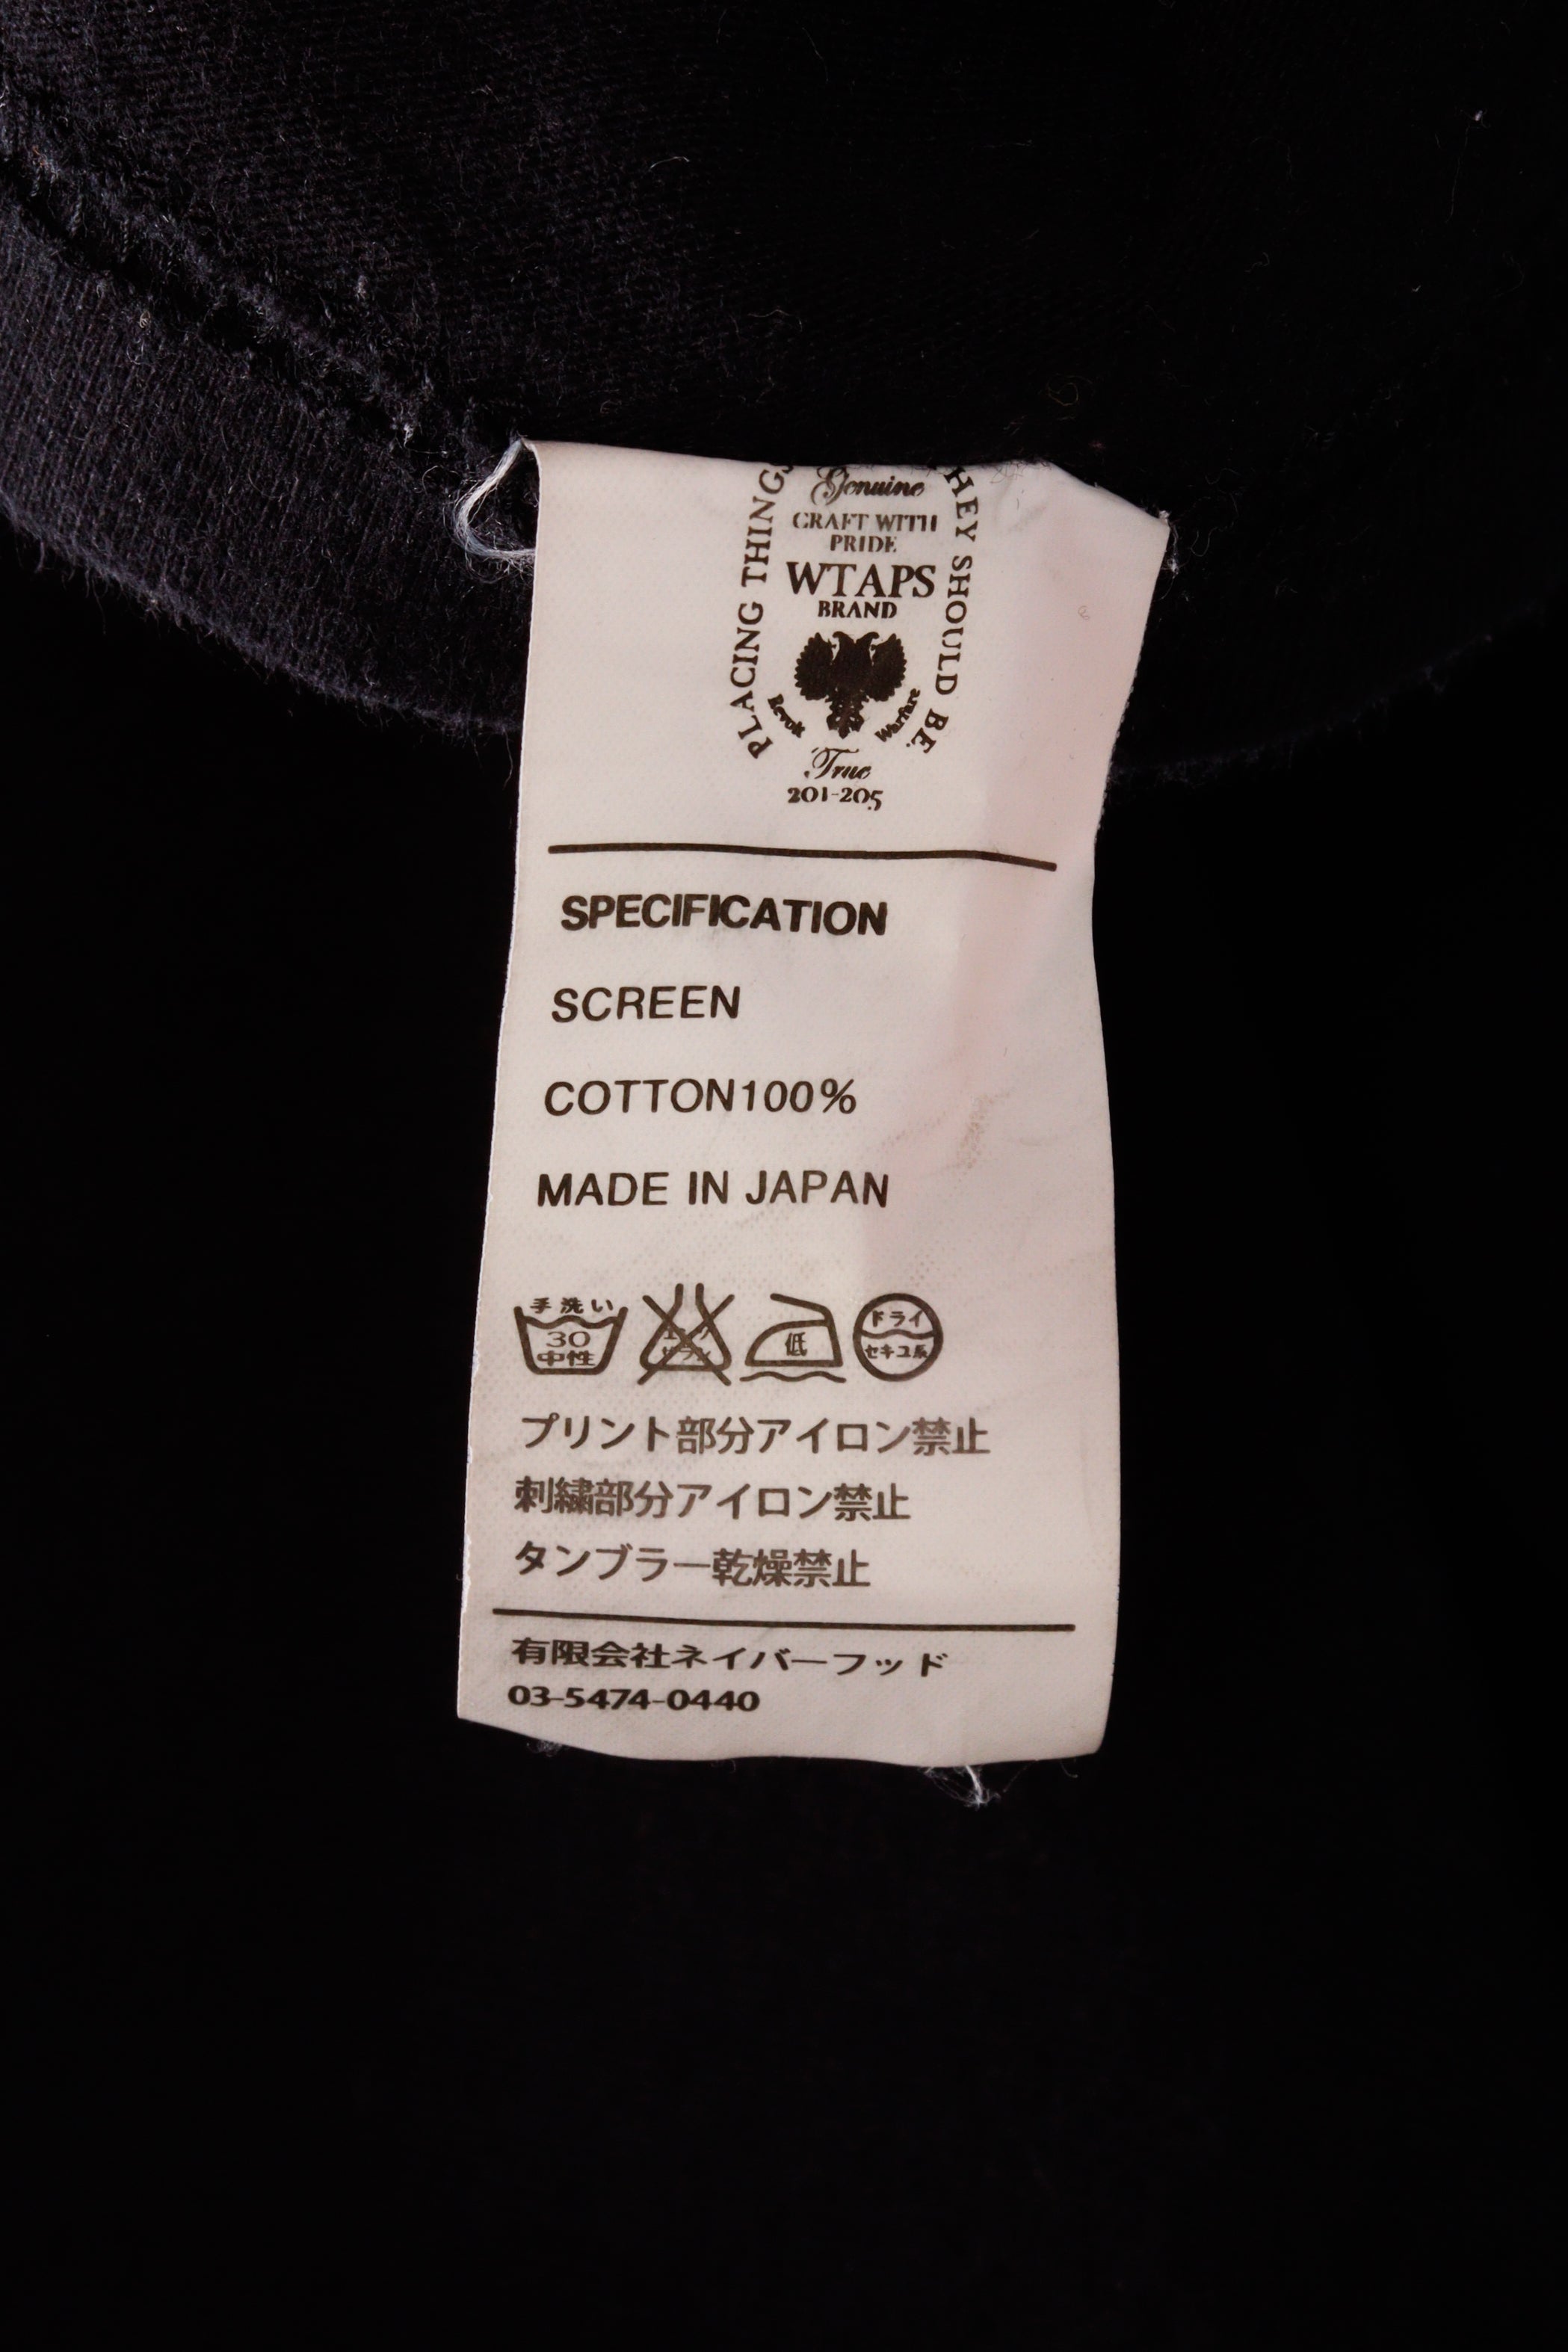 Genuine
CRAFT WITH
PRIDE
WTAPS
BRAND
PLACING THINGS
THEY SHOULD BE.
Revolt Warfare
True
201-205
SPECIFICATION
SCREEN
COTTON100%
MADE IN JAPAN
手洗い
30
中性
低
ドライ
セキユ系
プリント部分アイロン禁止
刺繍部分アイロン禁止
タンブラー乾燥禁止
有限会社ネイバーフッド
03-5474-0440